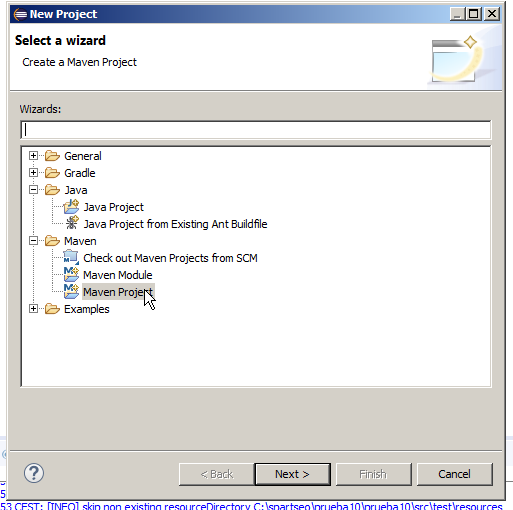 New Project
Select a wizard
Create a Maven Project
Wizards:
General
Gradle
Java
Java Project
Java Project from Existing Ant Buildfile
Maven
Check out Maven Projects from SCM
Maven Module
Maven Project
Examples
< Back
Next >
Finish
Cancel
53 CEST: [INFO] skip non existing resourceDirectory C:\spartseo\prueba10\prueba10\src\test\resources